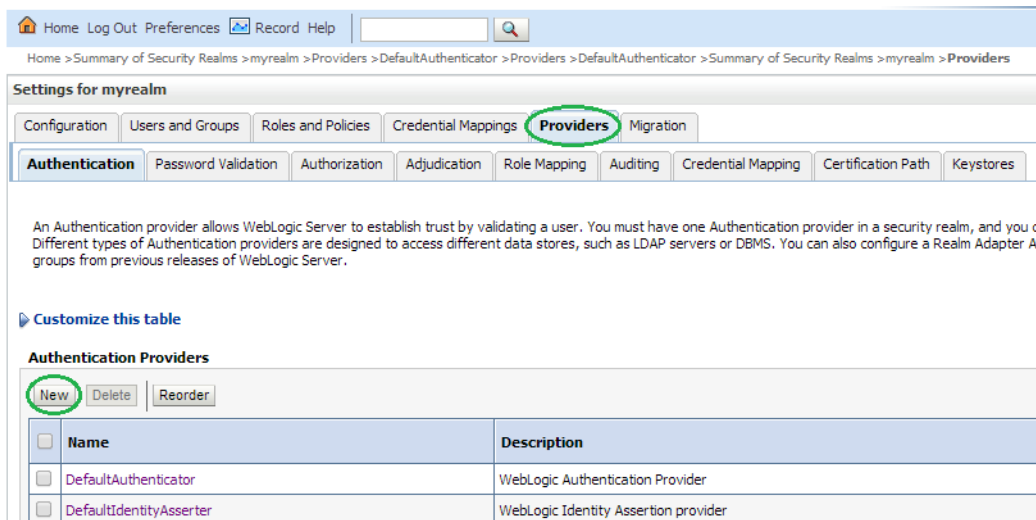 Home Log Out Preferences Record Help
Home >Summary of Security Realms >myrealm >Providers >DefaultAuthenticator >Providers >DefaultAuthenticator >Summary of Security Realms >myrealm >Providers
Settings for myrealm
Configuration Users and Groups Roles and Policies Credential Mappings Providers Migration
Authentication Password Validation Authorization Adjudication Role Mapping Auditing Credential Mapping Certification Path Keystores
An Authentication provider allows WebLogic Server to establish trust by validating a user. You must have one Authentication provider in a security realm, and you
Different types of Authentication providers are designed to access different data stores, such as LDAP servers or DBMS. You can also configure a Realm Adapter A
groups from previous releases of WebLogic Server.
Customize this table
Authentication Providers
New Delete Reorder
Name Description
DefaultAuthenticator WebLogic Authentication Provider
DefaultIdentityAsserter WebLogic Identity Assertion provider